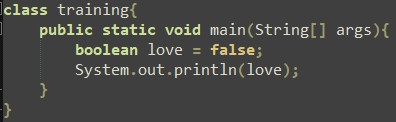 class training{
    public static void main(String[] args){
        boolean love = false;
        System.out.println(love);
    }
}